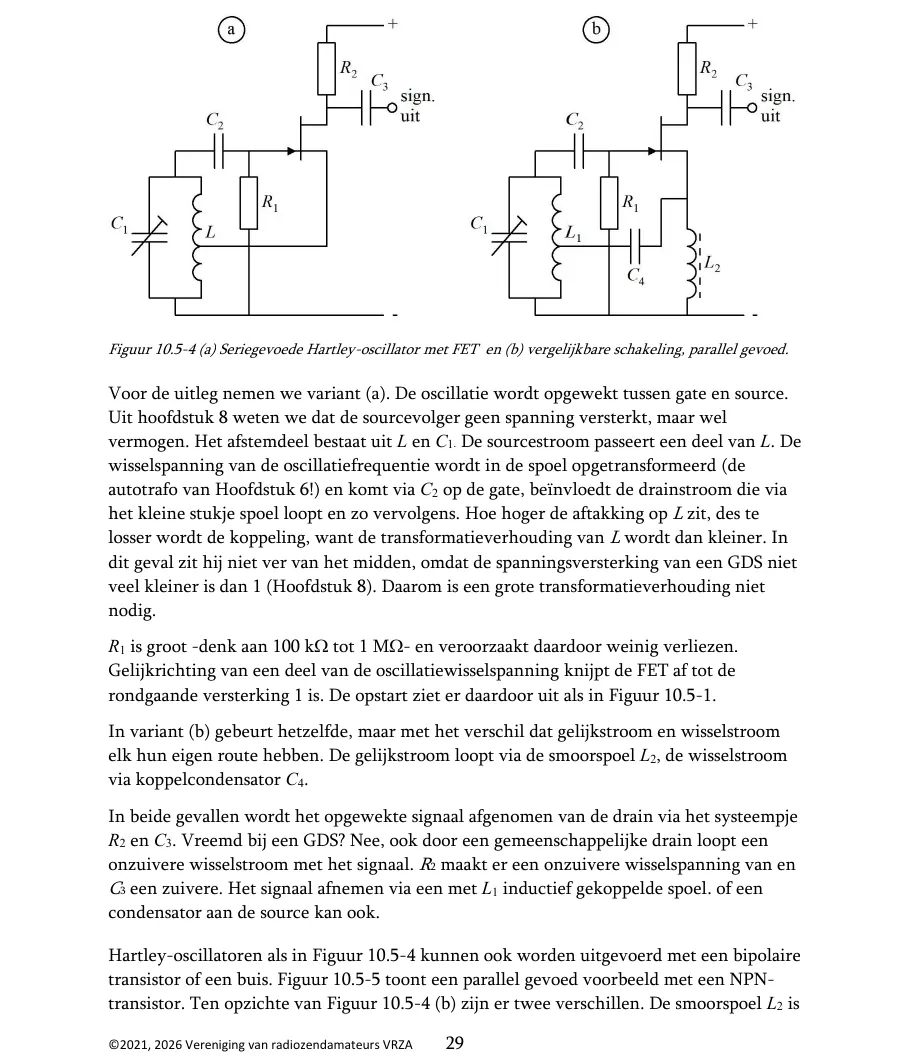 a
b
+
+
R2
R2
C3
C3
sign.
uit
sign.
uit
C2
C2
R1
R1
C1
L
C1
L1
C4
L2
-
-
Figuur 10.5-4 (a) Seriegevoede Hartley-oscillator met FET en (b) vergelijkbare schakeling, parallel gevoed.
Voor de uitleg nemen we variant (a). De oscillatie wordt opgewekt tussen gate en source.
Uit hoofdstuk 8 weten we dat de sourcevolger geen spanning versterkt, maar wel
vermogen. Het afstemdeel bestaat uit L en C1. De sourcestroom passeert een deel van L. De
wisselspanning van de oscillatiefrequentie wordt in de spoel opgetransformeerd (de
autotrafo van Hoofdstuk 6!) en komt via C2 op de gate, beïnvloedt de drainstroom die via
het kleine stukje spoel loopt en zo vervolgens. Hoe hoger de aftakking op L zit, des te
losser wordt de koppeling, want de transformatieverhouding van L wordt dan kleiner. In
dit geval zit hij niet ver van het midden, omdat de spanningsversterking van een GDS niet
veel kleiner is dan 1 (Hoofdstuk 8). Daarom is een grote transformatieverhouding niet
nodig.
R1 is groot -denk aan 100 kΩ tot 1 MΩ- en veroorzaakt daardoor weinig verliezen.
Gelijkrichting van een deel van de oscillatiewisselspanning knijpt de FET af tot de
rondgaande versterking 1 is. De opstart ziet er daardoor uit als in Figuur 10.5-1.
In variant (b) gebeurt hetzelfde, maar met het verschil dat gelijkstroom en wisselstroom
elk hun eigen route hebben. De gelijkstroom loopt via de smoorspoel L2, de wisselstroom
via koppelcondensator C4.
In beide gevallen wordt het opgewekte signaal afgenomen van de drain via het systeempje
R2 en C3. Vreemd bij een GDS? Nee, ook door een gemeenschappelijke drain loopt een
onzuivere wisselstroom met het signaal. R2 maakt er een onzuivere wisselspanning van en
C3 een zuivere. Het signaal afnemen via een met L1 inductief gekoppelde spoel. of een
condensator aan de source kan ook.
Hartley-oscillatoren als in Figuur 10.5-4 kunnen ook worden uitgevoerd met een bipolaire
transistor of een buis. Figuur 10.5-5 toont een parallel gevoed voorbeeld met een NPN-
transistor. Ten opzichte van Figuur 10.5-4 (b) zijn er twee verschillen. De smoorspoel L2 is
©2021, 2026 Vereniging van radiozendamateurs VRZA 29